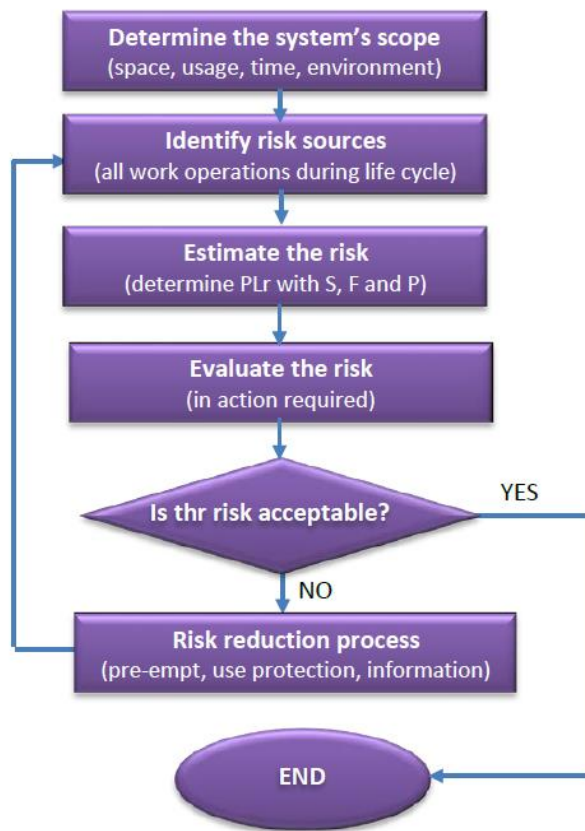 Determine the system's scope
(space, usage, time, environment)
Identify risk sources
(all work operations during life cycle)
Estimate the risk
(determine PLr with S, F and P)
Evaluate the risk
(in action required)
Is thr risk acceptable?
YES
NO
Risk reduction process
(pre-empt, use protection, information)
END